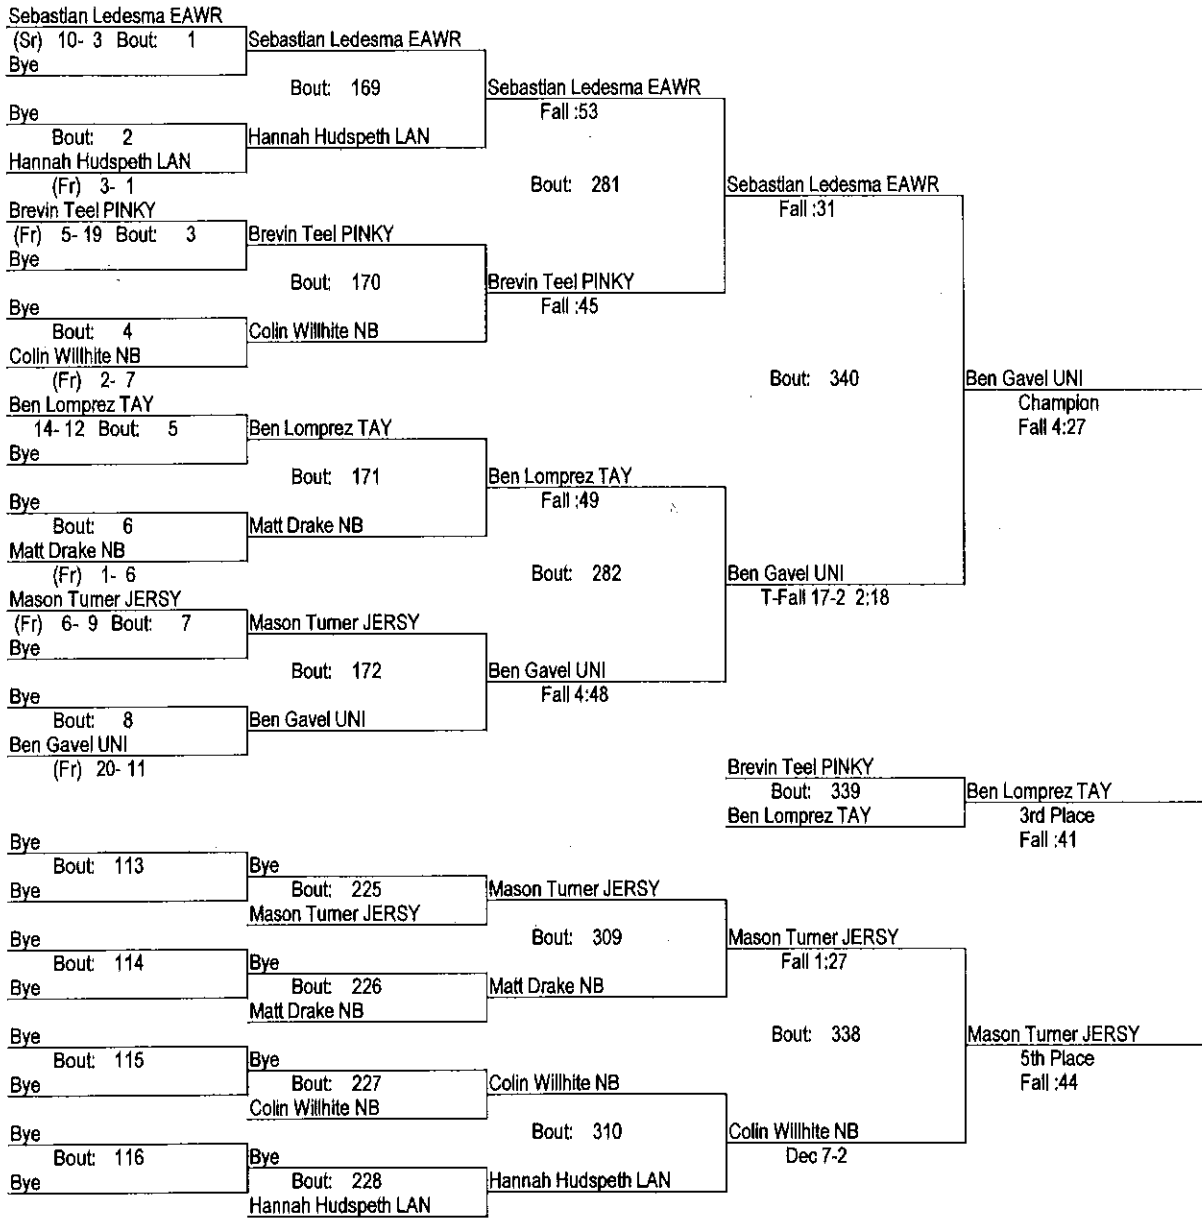 Sebastian Ledesma EAWR
(Sr) 10- 3 Bout: 1
Bye
Sebastian Ledesma EAWR
Bout: 169
Bye
Bout: 2
Hannah Hudspeth LAN
Hannah Hudspeth LAN
(Fr) 3- 1
Sebastian Ledesma EAWR
Fall :53
Bout: 281
Brevin Teel PINKY
(Fr) 5- 19 Bout: 3
Bye
Brevin Teel PINKY
Bout: 170
Bye
Bout: 4
Colin Willhite NB
Colin Willhite NB
(Fr) 2- 7
Brevin Teel PINKY
Fall :45
Sebastian Ledesma EAWR
Fall :31
Bout: 340
Ben Lomprez TAY
14- 12 Bout: 5
Bye
Ben Lomprez TAY
Bout: 171
Bye
Bout: 6
Matt Drake NB
Matt Drake NB
(Fr) 1- 6
Ben Lomprez TAY
Fall :49
Bout: 282
Mason Turner JERSY
(Fr) 6- 9 Bout: 7
Bye
Mason Turner JERSY
Bout: 172
Bye
Bout: 8
Ben Gavel UNI
Ben Gavel UNI
(Fr) 20- 11
Ben Gavel UNI
Fall 4:48
Ben Gavel UNI
T-Fall 17-2 2:18
Ben Gavel UNI
Champion
Fall 4:27
Brevin Teel PINKY
Bout: 339
Ben Lomprez TAY
Ben Lomprez TAY
3rd Place
Fall :41
Bye
Bout: 113
Bye
Bye
Bout: 225
Mason Turner JERSY
Mason Turner JERSY
Bout: 309
Bye
Bout: 114
Bye
Bye
Bout: 226
Matt Drake NB
Matt Drake NB
Mason Turner JERSY
Fall 1:27
Bout: 338
Bye
Bout: 115
Bye
Bye
Bout: 227
Colin Willhite NB
Colin Willhite NB
Bout: 310
Bye
Bout: 116
Bye
Bye
Bout: 228
Hannah Hudspeth LAN
Hannah Hudspeth LAN
Colin Willhite NB
Dec 7-2
Mason Turner JERSY
5th Place
Fall :44